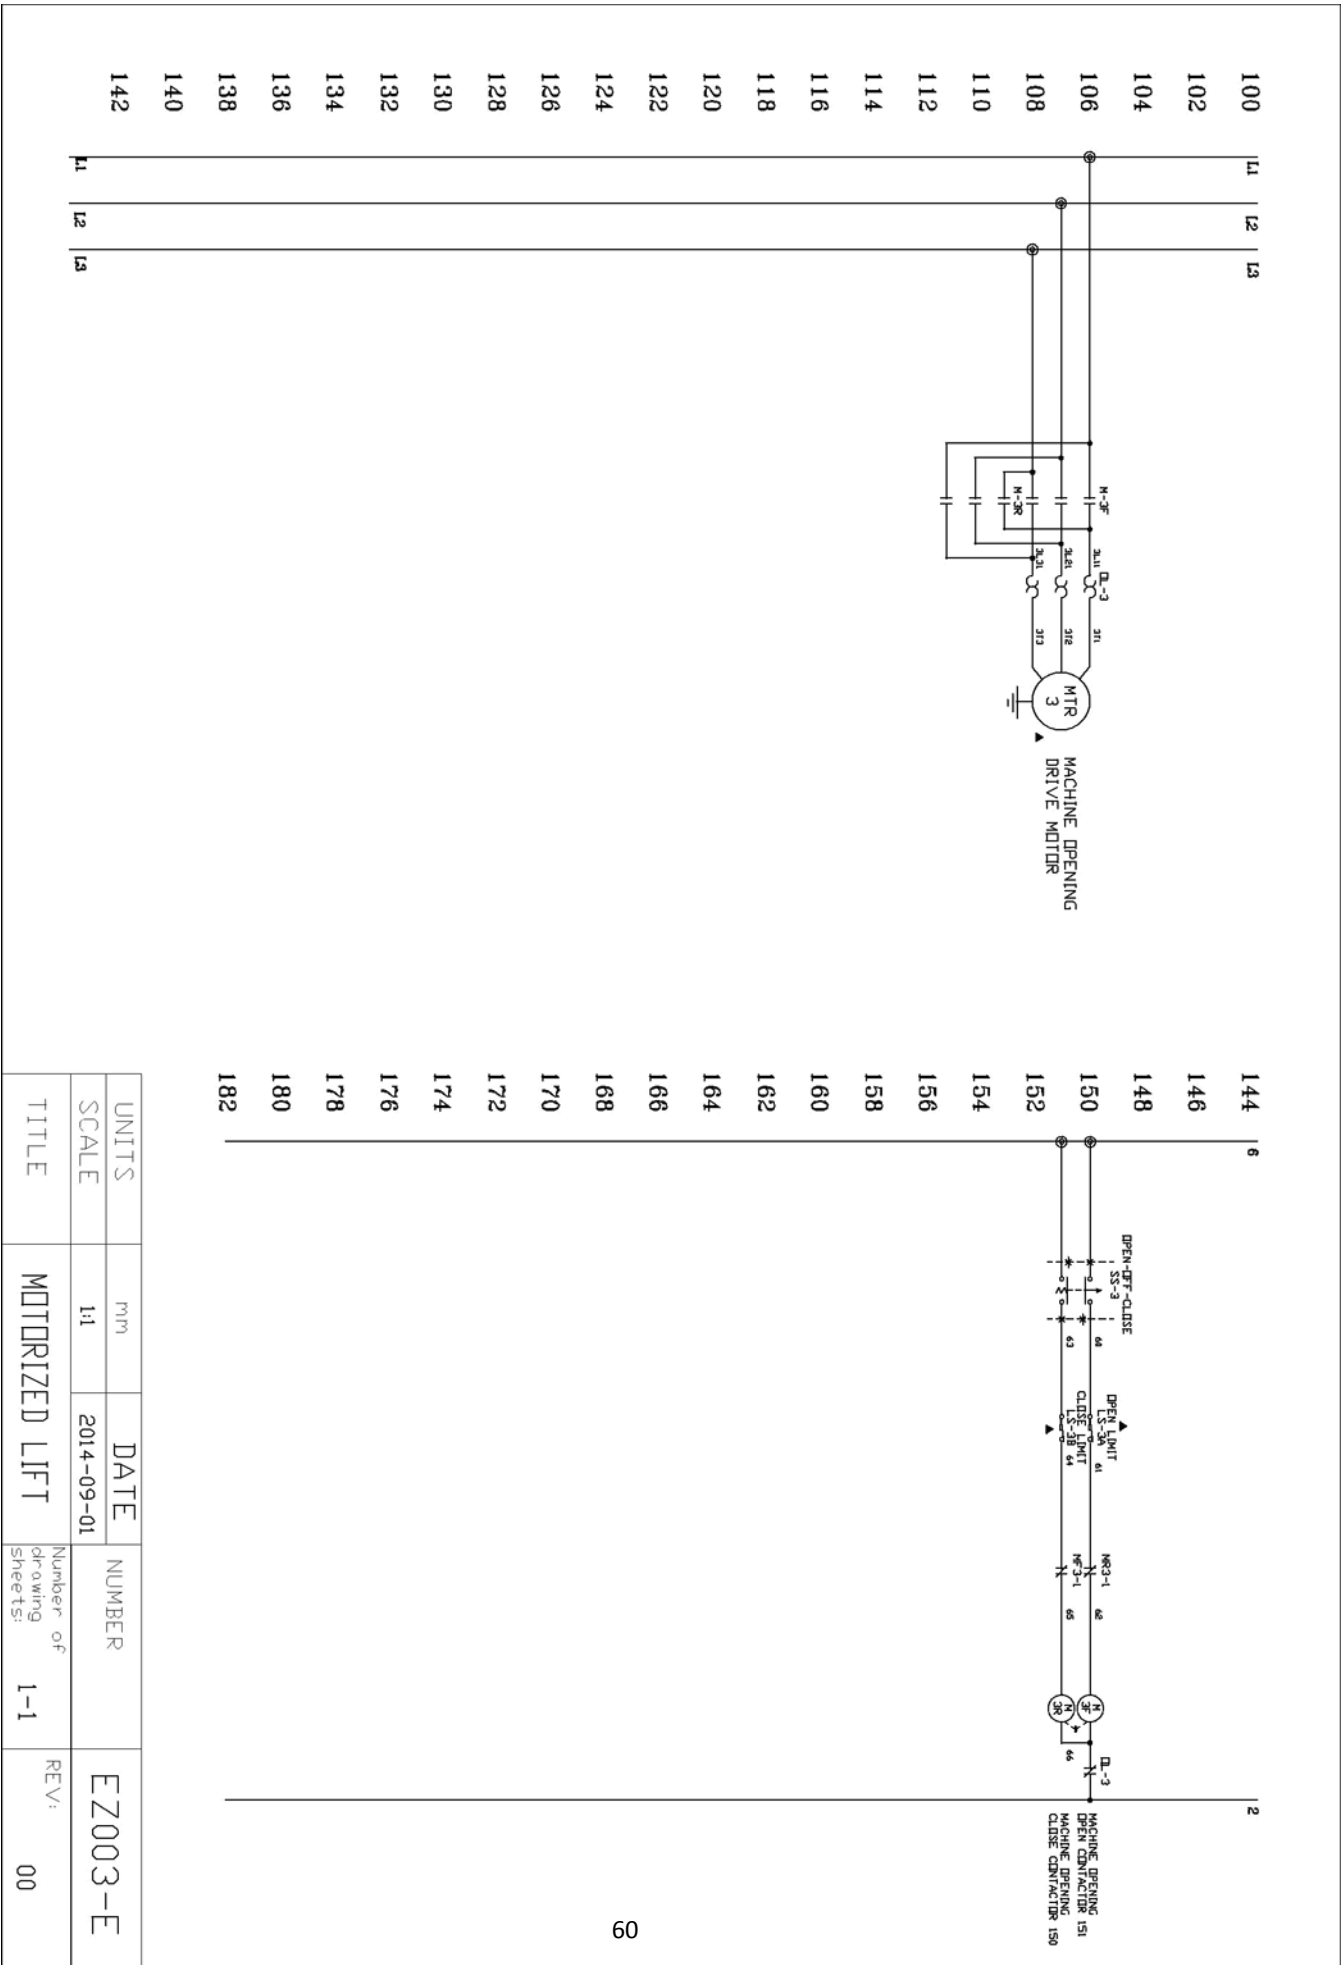 100
102
104
106
108
110
112
114
116
118
120
122
124
126
128
130
132
134
136
138
140
142
L1
L2
L3
L1
L2
L3
M-3F
M-3R
3L11
3L21
3L31
OL-3
3T1
3T2
3T3
MTR
3
MACHINE OPENING
DRIVE MOTOR
144
146
148
150
152
154
156
158
160
162
164
166
168
170
172
174
176
178
180
182
6
2
OPEN-OFF-CLOSE
SS-3
60
63
OPEN LIMIT
LS-3A
CLOSE LIMIT
LS-3B
61
64
MR3-1
MF3-1
62
65
M
3F
M
3R
66
OL-3
MACHINE OPENING
OPEN CONTACTOR 151
MACHINE OPENING
CLOSE CONTACTOR 150
UNITS mm DATE NUMBER EZ003-E
SCALE 1:1 2014-09-01
TITLE MOTORIZED LIFT
Number of
drawing
sheets: 1-1
REV: 00
60